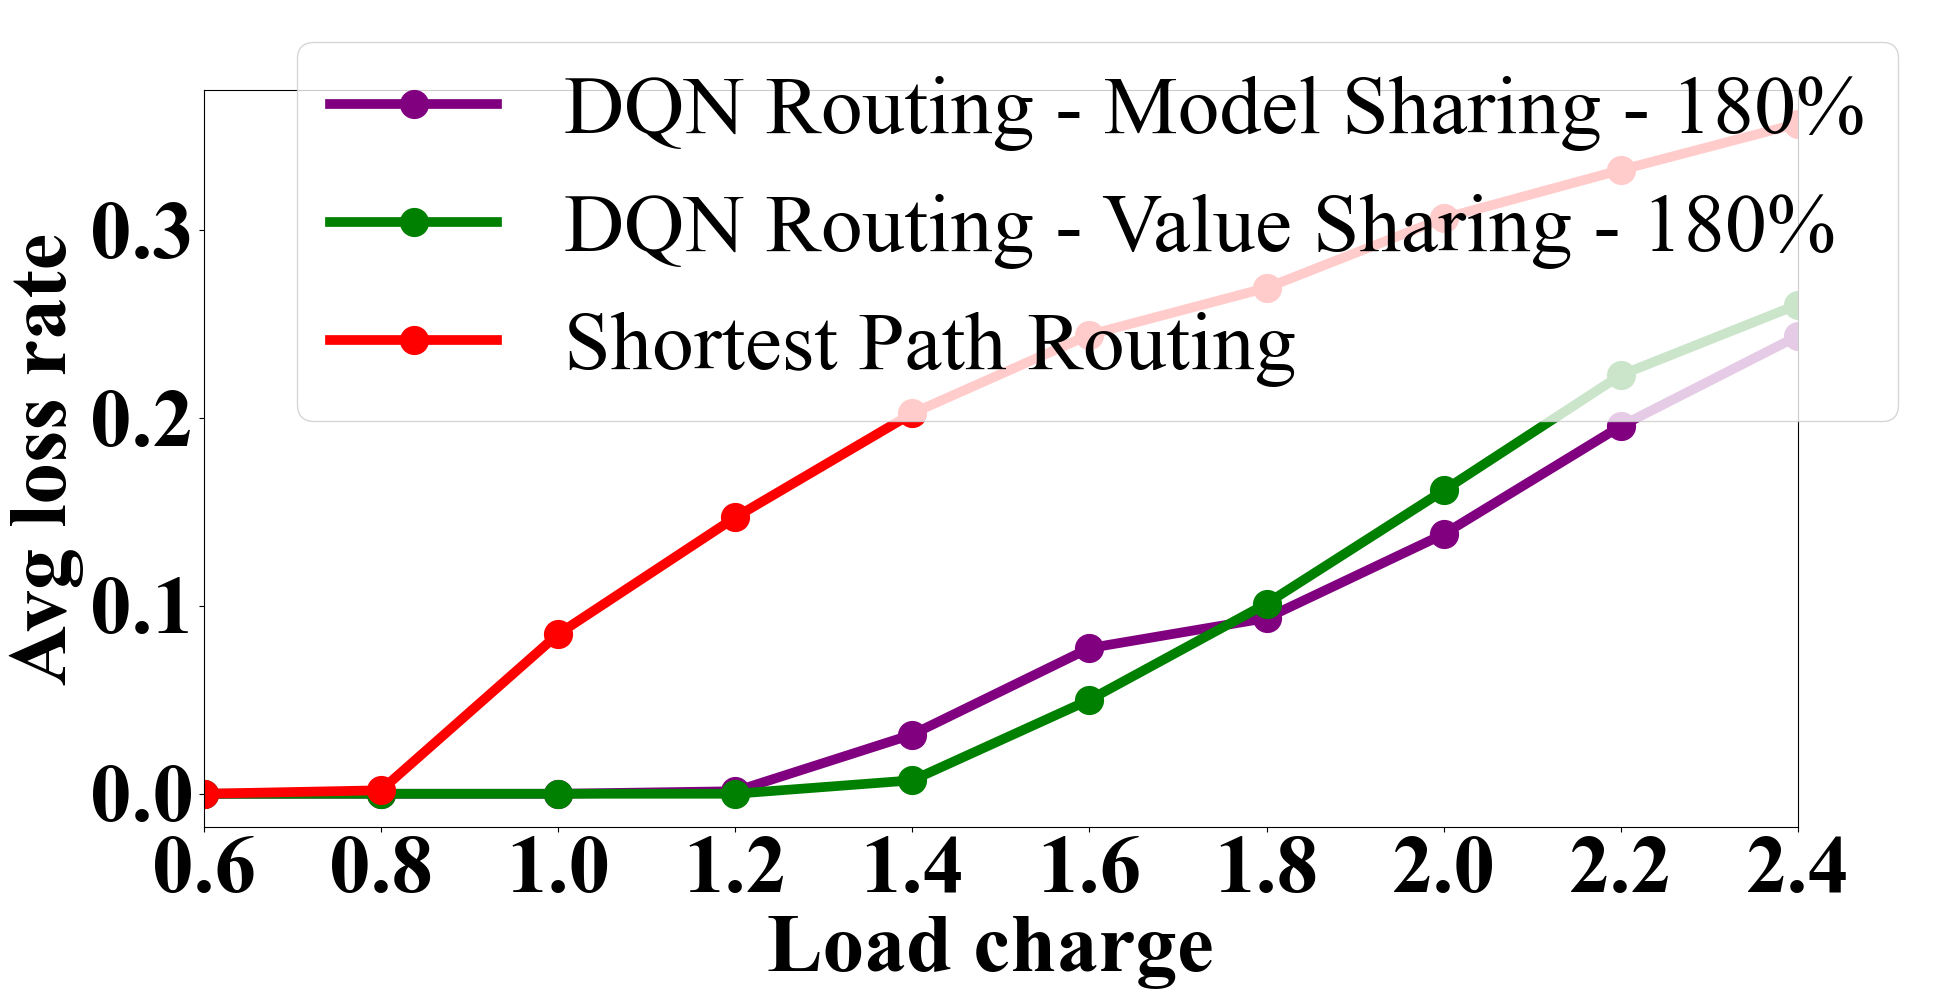 DQN Routing - Model Sharing - 180%
DQN Routing - Value Sharing - 180%
Shortest Path Routing
Avg loss rate
0.3
0.2
0.1
0.0
0.6 0.8 1.0 1.2 1.4 1.6 1.8 2.0 2.2 2.4
Load charge